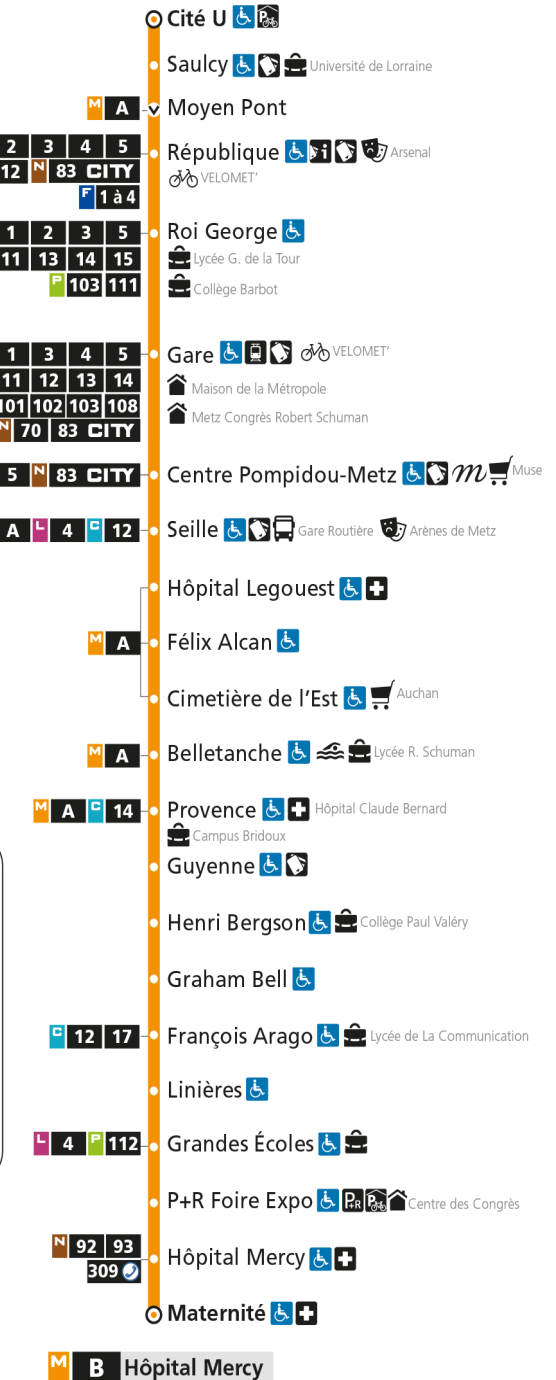 Cité U P
Saulcy Université de Lorraine
M A Moyen Pont
2 3 4 5 République i Arsenal
12 N 83 CITY VELOMET'
F 1 à 4
1 2 3 5 Roi George
11 13 14 15 Lycée G. de la Tour
P 103 111 Collège Barbot
1 3 4 5 Gare VELOMET'
11 12 13 14 Maison de la Métropole
101 102 103 108 Metz Congrès Robert Schuman
N 70 83 CITY
5 N 83 CITY Centre Pompidou-Metz m Muse
A L 4 C 12 Seille Gare Routière Arènes de Metz
Hôpital Legouest
M A Félix Alcan
Cimetière de l'Est Auchan
M A Belletanche Lycée R. Schuman
M A C 14 Provence Hôpital Claude Bernard
Campus Bridoux
Guyenne
Henri Bergson Collège Paul Valéry
Graham Bell
C 12 17 François Arago Lycée de La Communication
Linières
L 4 P 112 Grandes Écoles
P+R Foire Expo P+R P Centre des Congrès
N 92 93 Hôpital Mercy
309
Maternité
M B Hôpital Mercy